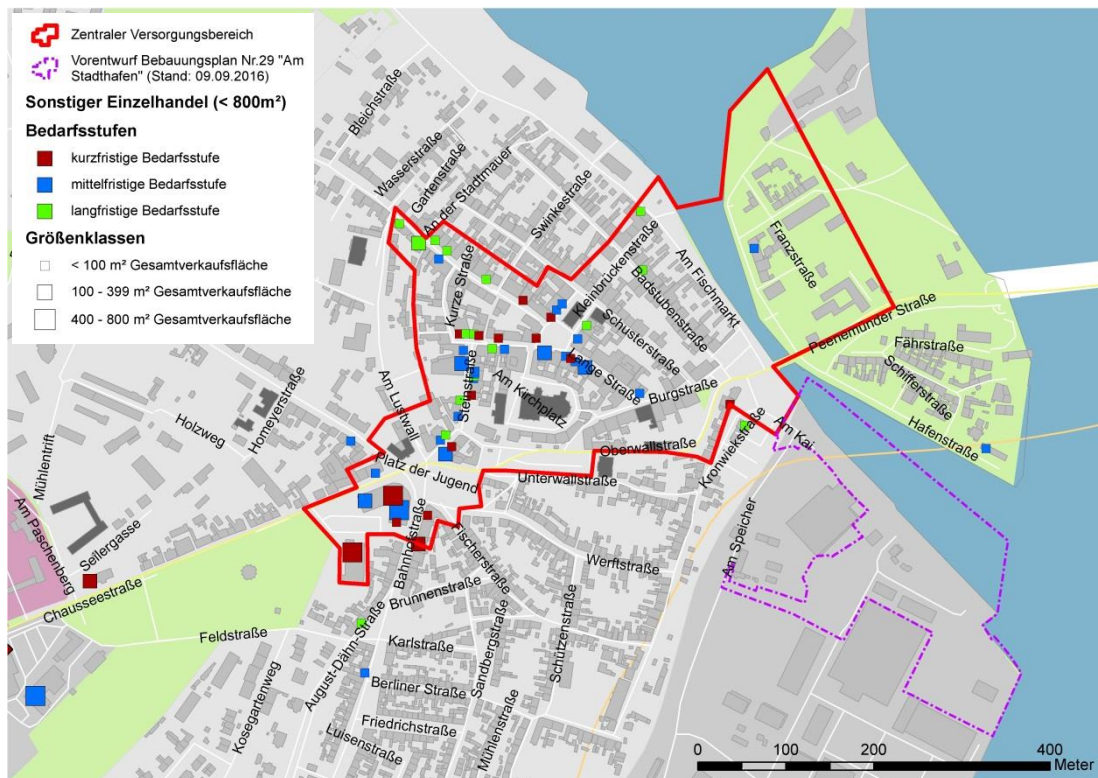 Zentraler Versorgungsbereich
Vorentwurf Bebauungsplan Nr.29 "Am
Stadthafen" (Stand: 09.09.2016)
Sonstiger Einzelhandel (< 800m²)
Bedarfsstufen
kurzfristige Bedarfsstufe
mittelfristige Bedarfsstufe
langfristige Bedarfsstufe
Größenklassen
< 100 m² Gesamtverkaufsfläche
100 - 399 m² Gesamtverkaufsfläche
400 - 800 m² Gesamtverkaufsfläche
Bleichstraße
Wasserstraße
Gartenstraße
An der Stadtmauer
Swinkestraße
Kleinbrückenstraße
Badstubenstraße
Am Fischmarkt
Franzstraße
Kurze Straße
Schusterstraße
Peenemünder Straße
Fährstraße
Schifferstraße
Hafenstraße
Lange Straße
Steinstraße
Am Kirchplatz
Burgstraße
Am Lustwall
Homeyerstraße
Holzweg
Mühlentrift
Oberwallstraße
Kronwiekstraße
Am Kai
Platz der Jugend
Unterwallstraße
Am Paschenberg
Seilergasse
Chausseestraße
Bahnhofstraße
Fischerstraße
Werftstraße
Am Speicher
Brunnenstraße
Feldstraße
Karlstraße
August-Dähn-Straße
Sandbergstraße
Schützenstraße
Berliner Straße
Kosegartenweg
Friedrichstraße
Luisenstraße
Mühlenstraße
0 100 200 400
Meter